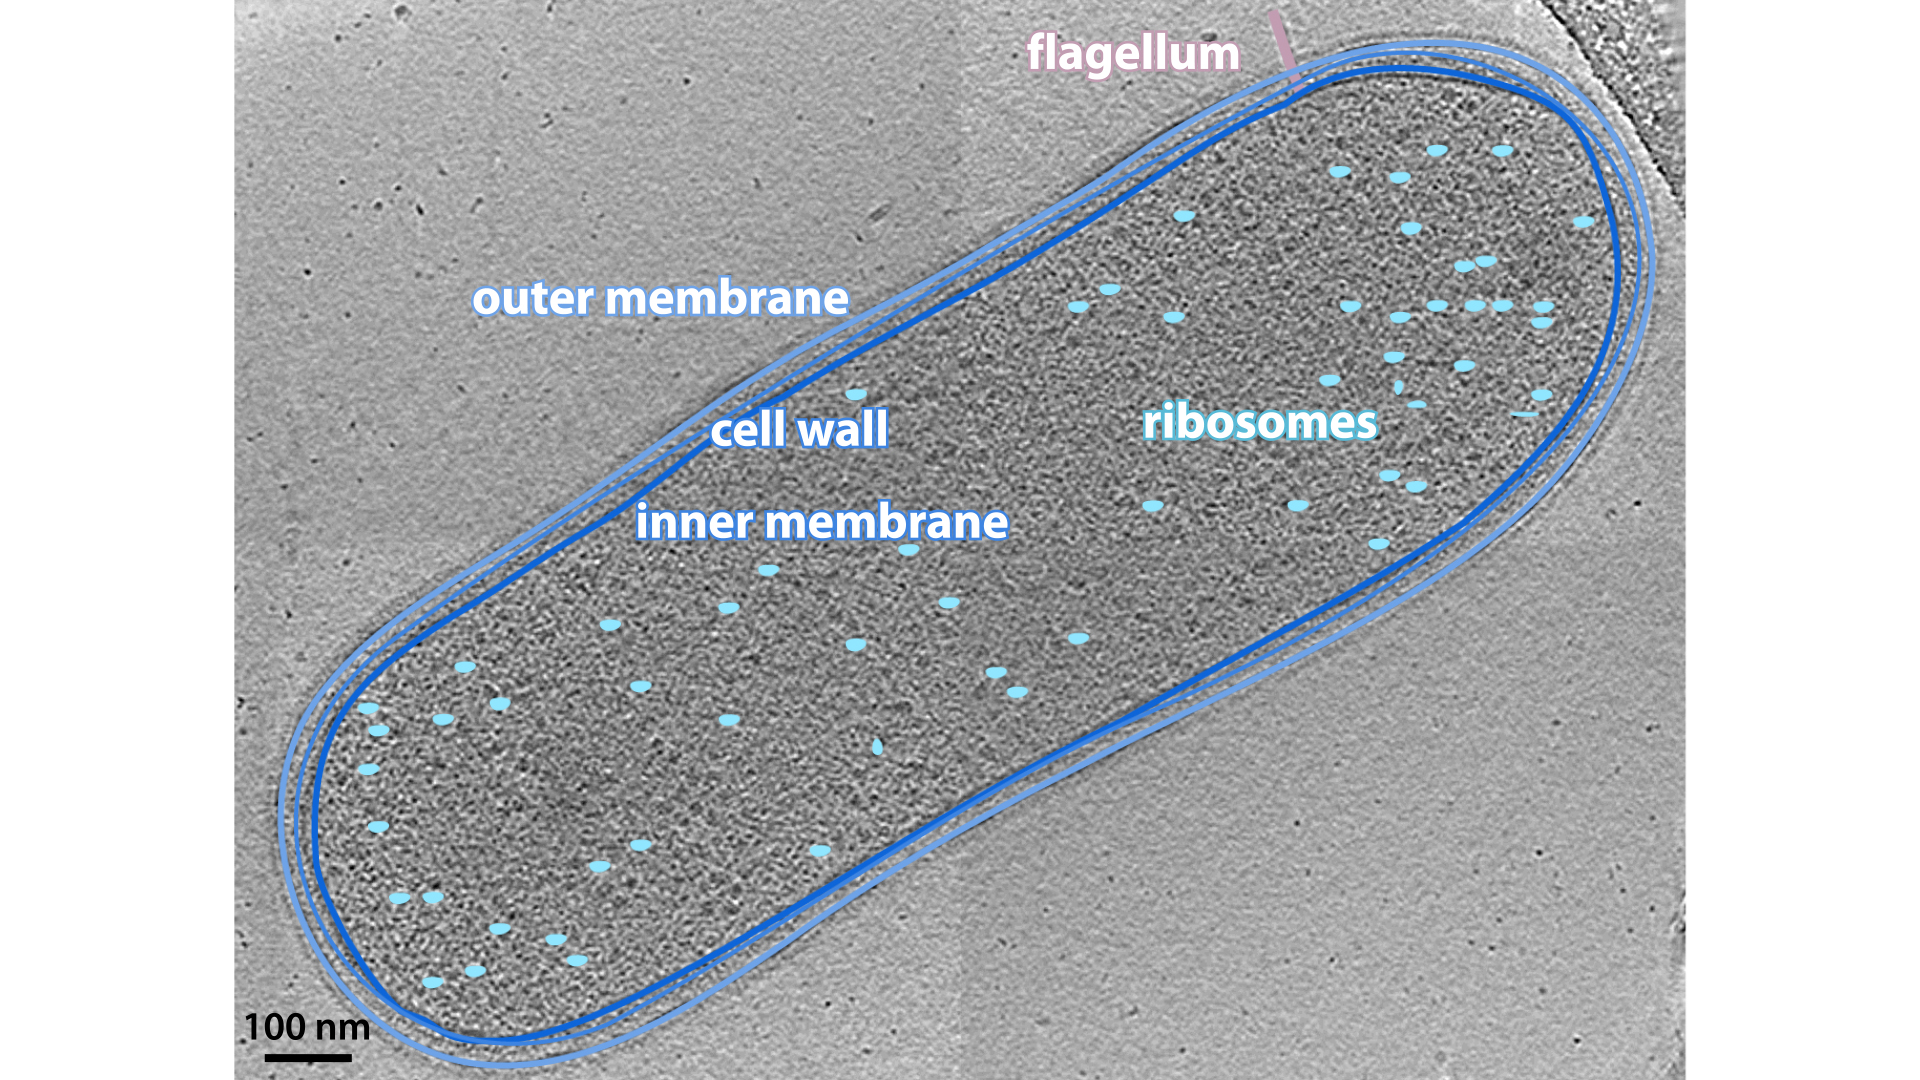 flagellum
outer membrane
cell wall
ribosomes
inner membrane
100 nm